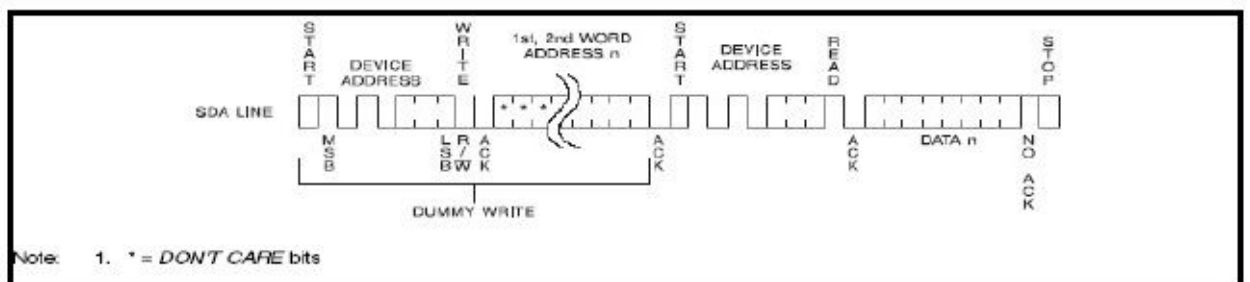 START
DEVICE
ADDRESS
WRITE
1st, 2nd WORD
ADDRESS n
START
DEVICE
ADDRESS
READ
STOP
SDA LINE
* * *
MSB
LSB
R/W
ACK
ACK
ACK
DATA n
NO ACK
DUMMY WRITE
Note: 1. * = DON'T CARE bits